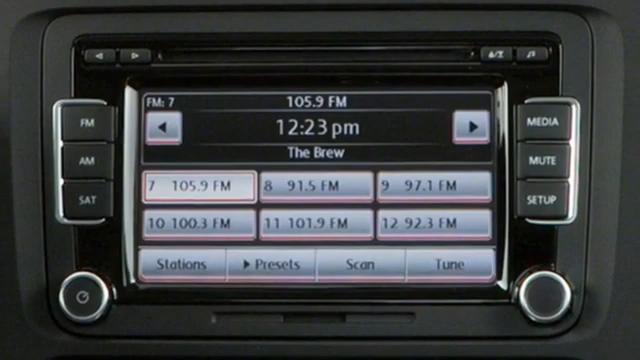 FM: 7
105.9 FM
12:23 pm
The Brew
FM
AM
SAT
MEDIA
MUTE
SETUP
7 105.9 FM
8 91.5 FM
9 97.1 FM
10 100.3 FM
11 101.9 FM
12 92.3 FM
Stations
Presets
Scan
Tune